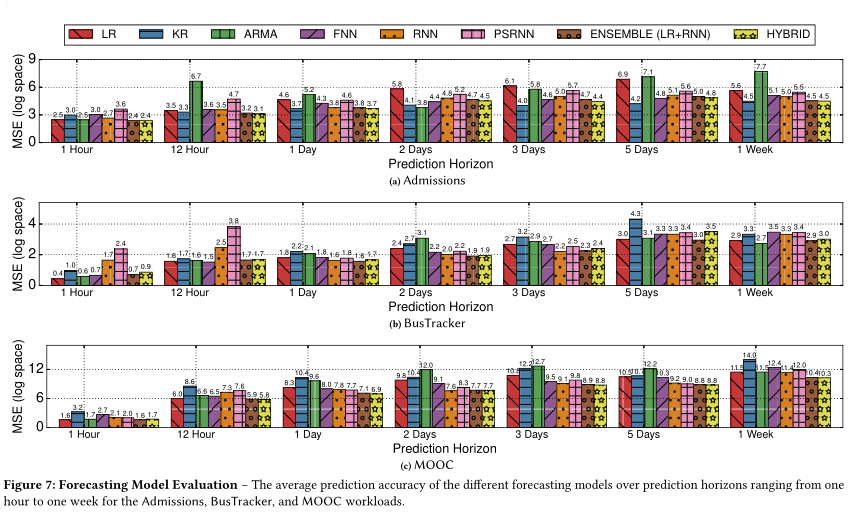 LR KR ARMA FNN RNN PSRNN ENSEMBLE (LR+RNN) HYBRID
MSE (log space)
9
6
3
0
2.5 3.0 2.5 3.0 2.7 3.6 2.4 2.4
3.5 3.3 6.7 3.6 3.5 4.7 3.2 3.1
4.6 3.7 5.2 4.3 3.8 4.6 3.8 3.7
5.8 4.1 3.8 4.4 4.8 5.2 4.7 4.5
6.1 4.0 5.8 4.6 5.0 5.7 4.7 4.4
6.9 4.2 7.1 4.8 5.1 5.6 5.0 4.8
5.6 4.5 7.7 5.1 5.0 5.5 4.5 4.5
1 Hour 12 Hour 1 Day 2 Days 3 Days 5 Days 1 Week
Prediction Horizon
(a) Admissions
MSE (log space)
4
2
0
0.4 1.0 0.6 0.7 1.7 2.4 0.7 0.9
1.6 1.7 1.6 1.5 2.5 3.8 1.7 1.7
1.8 2.2 2.1 1.8 1.6 1.8 1.6 1.7
2.4 2.7 3.1 2.2 2.0 2.2 1.9 1.9
2.7 3.2 2.9 2.7 2.2 2.5 2.3 2.4
3.0 4.3 3.1 3.3 3.3 3.4 2.9 3.5
2.9 3.3 2.7 3.5 3.3 3.4 2.9 3.0
1 Hour 12 Hour 1 Day 2 Days 3 Days 5 Days 1 Week
Prediction Horizon
(b) BusTracker
MSE (log space)
12
6
0
1.6 3.2 1.7 2.7 2.1 2.0 1.6 1.7
6.0 8.6 6.6 6.5 7.3 7.6 5.9 5.8
8.3 10.4 9.6 8.0 7.8 7.7 7.1 6.9
9.8 10.4 12.0 9.1 7.6 8.3 7.7 7.7
12.2 12.7 9.5 9.1 9.8 8.9 8.8
12.2 10.3 9.2 9.0 8.8 8.8
14.0 12.4 12.0 10.4 10.3
1 Hour 12 Hour 1 Day 2 Days 3 Days 5 Days 1 Week
Prediction Horizon
(c) MOOC
Figure 7: Forecasting Model Evaluation – The average prediction accuracy of the different forecasting models over prediction horizons ranging from one
hour to one week for the Admissions, BusTracker, and MOOC workloads.